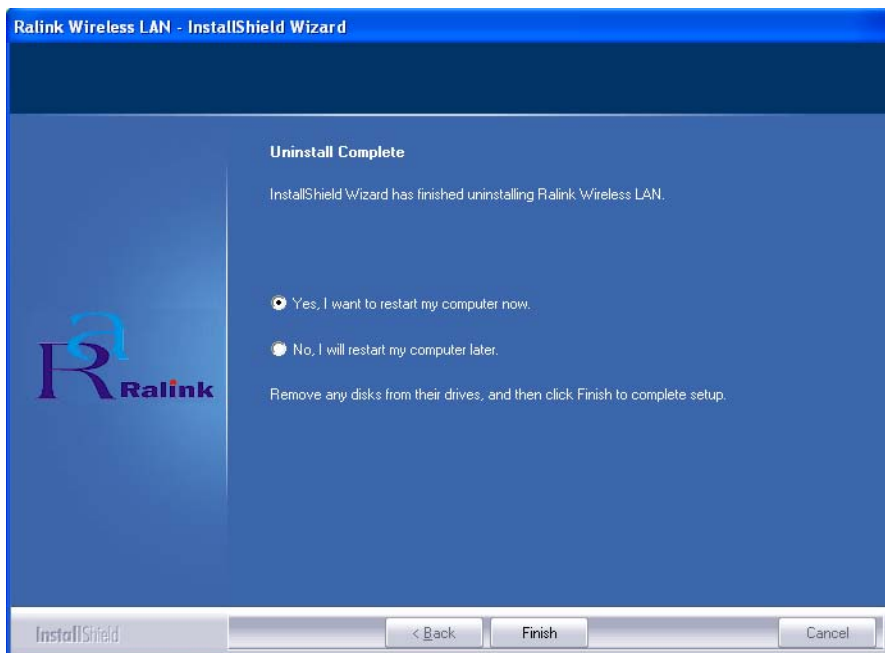 Ralink Wireless LAN - InstallShield Wizard
Uninstall Complete
InstallShield Wizard has finished uninstalling Ralink Wireless LAN.
Yes, I want to restart my computer now.
No, I will restart my computer later.
Ra
Ralink
Remove any disks from their drives, and then click Finish to complete setup.
InstallShield
< Back
Finish
Cancel